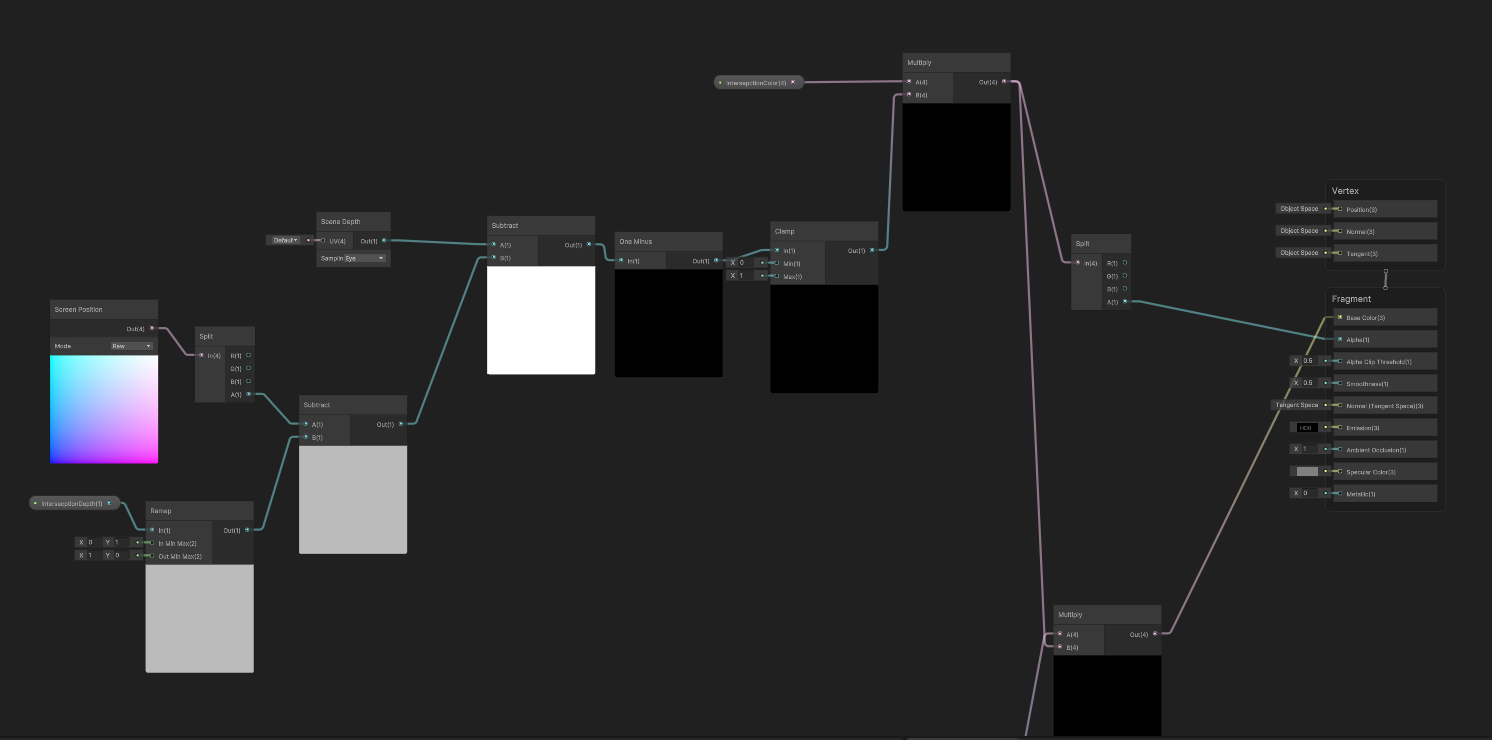 Multiply
IntersepctionColor(4)
A(4)
Out(4)
B(4)
Vertex
Object Space
Position(3)
Object Space
Normal(3)
Object Space
Tangent(3)
Scene Depth
Default
UV(4)
Out(1)
Samplin
Eye
Subtract
A(1)
Out(1)
B(1)
One Minus
In(1)
Out(1)
Clamp
In(1)
Out(1)
X 0
Min(1)
X 1
Max(1)
Split
In(4)
R(1)
G(1)
B(1)
A(1)
Fragment
Base Color(3)
Alpha(1)
X 0.5
Alpha Clip Threshold(1)
X 0.5
Smoothness(1)
Tangent Space
Normal (Tangent Space)(3)
HDR
Emission(3)
X 1
Ambient Occlusion(1)
Specular Color(3)
X 0
Metallic(1)
Screen Position
Out(4)
Mode
Raw
Split
In(4)
R(1)
G(1)
B(1)
A(1)
Subtract
A(1)
Out(1)
B(1)
IntersepctionDepth(1)
Remap
In(1)
Out(1)
X 0 Y 1
In Min Max(2)
X 1 Y 0
Out Min Max(2)
Multiply
A(4)
Out(4)
B(4)